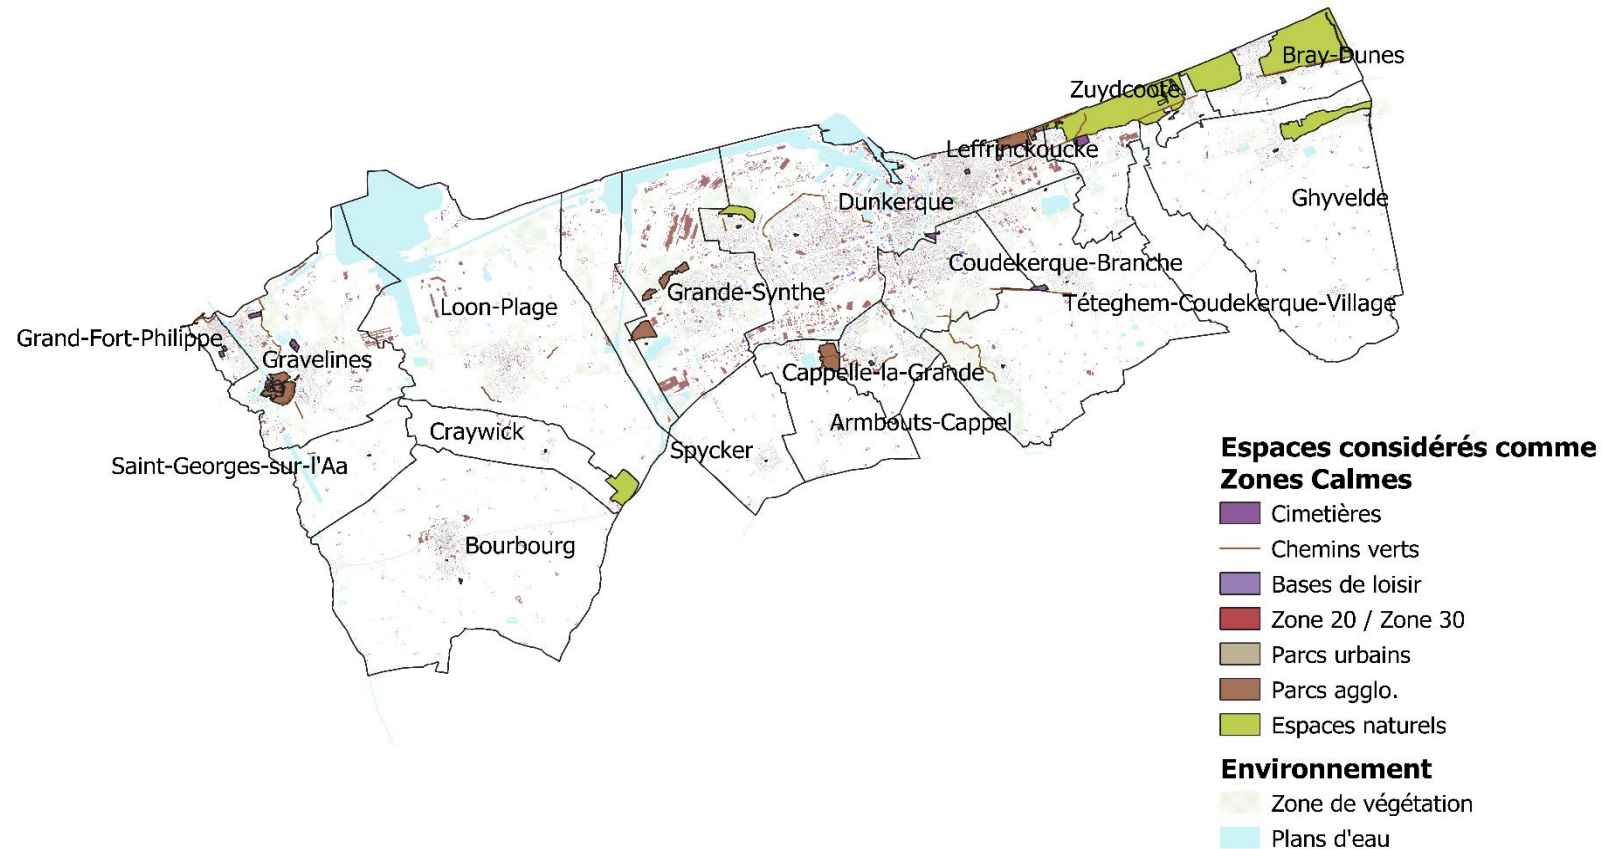 Bray-Dunes
Zuydcoote
Leffrinckoucke
Ghyvelde
Dunkerque
Coudekerque-Branche
Téteghem-Coudekerque-Village
Grande-Synthe
Loon-Plage
Grand-Fort-Philippe
Gravelines
Cappelle-la-Grande
Armbouts-Cappel
Craywick
Spycker
Saint-Georges-sur-l'Aa
Bourbourg
Espaces considérés comme
Zones Calmes
Cimetières
Chemins verts
Bases de loisir
Zone 20 / Zone 30
Parcs urbains
Parcs agglo.
Espaces naturels
Environnement
Zone de végétation
Plans d'eau